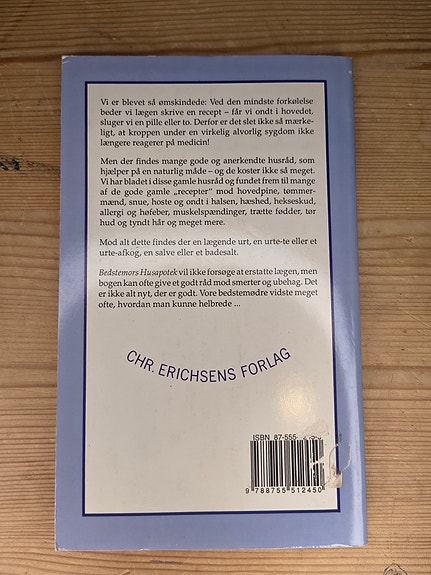 Vi er blevet så ømskindede: Ved den mindste forkølelse
beder vi lægen skrive en recept – får vi ondt i hovedet,
sluger vi en pille eller to. Derfor er det slet ikke så mærke-
ligt, at kroppen under en virkelig alvorlig sygdom ikke
længere reagerer på medicin!
Men der findes mange gode og anerkendte husråd, som
hjælper på en naturlig måde – og de koster ikke så meget.
Vi har bladet i disse gamle husråd og fundet frem til mange
af de gode gamle „recepter” mod hovedpine, tømmer-
mænd, snue, hoste og ondt i halsen, hæshed, hekseskud,
allergi og høfeber, muskelspændinger, trætte fødder, tør
hud og tyndt hår og meget mere.
Mod alt dette findes der en lægende urt, en urte-te eller et
urte-afkog, en salve eller et badesalt.
Bedstemors Husapotek vil ikke forsøge at erstatte lægen, men
bogen kan ofte give et godt råd mod smerter og ubehag. Det
er ikke alt nyt, der er godt. Vore bedstemødre vidste meget
ofte, hvordan man kunne helbrede ...
CHR. ERICHSENS FORLAG
ISBN 87-555-
9 788755 512450